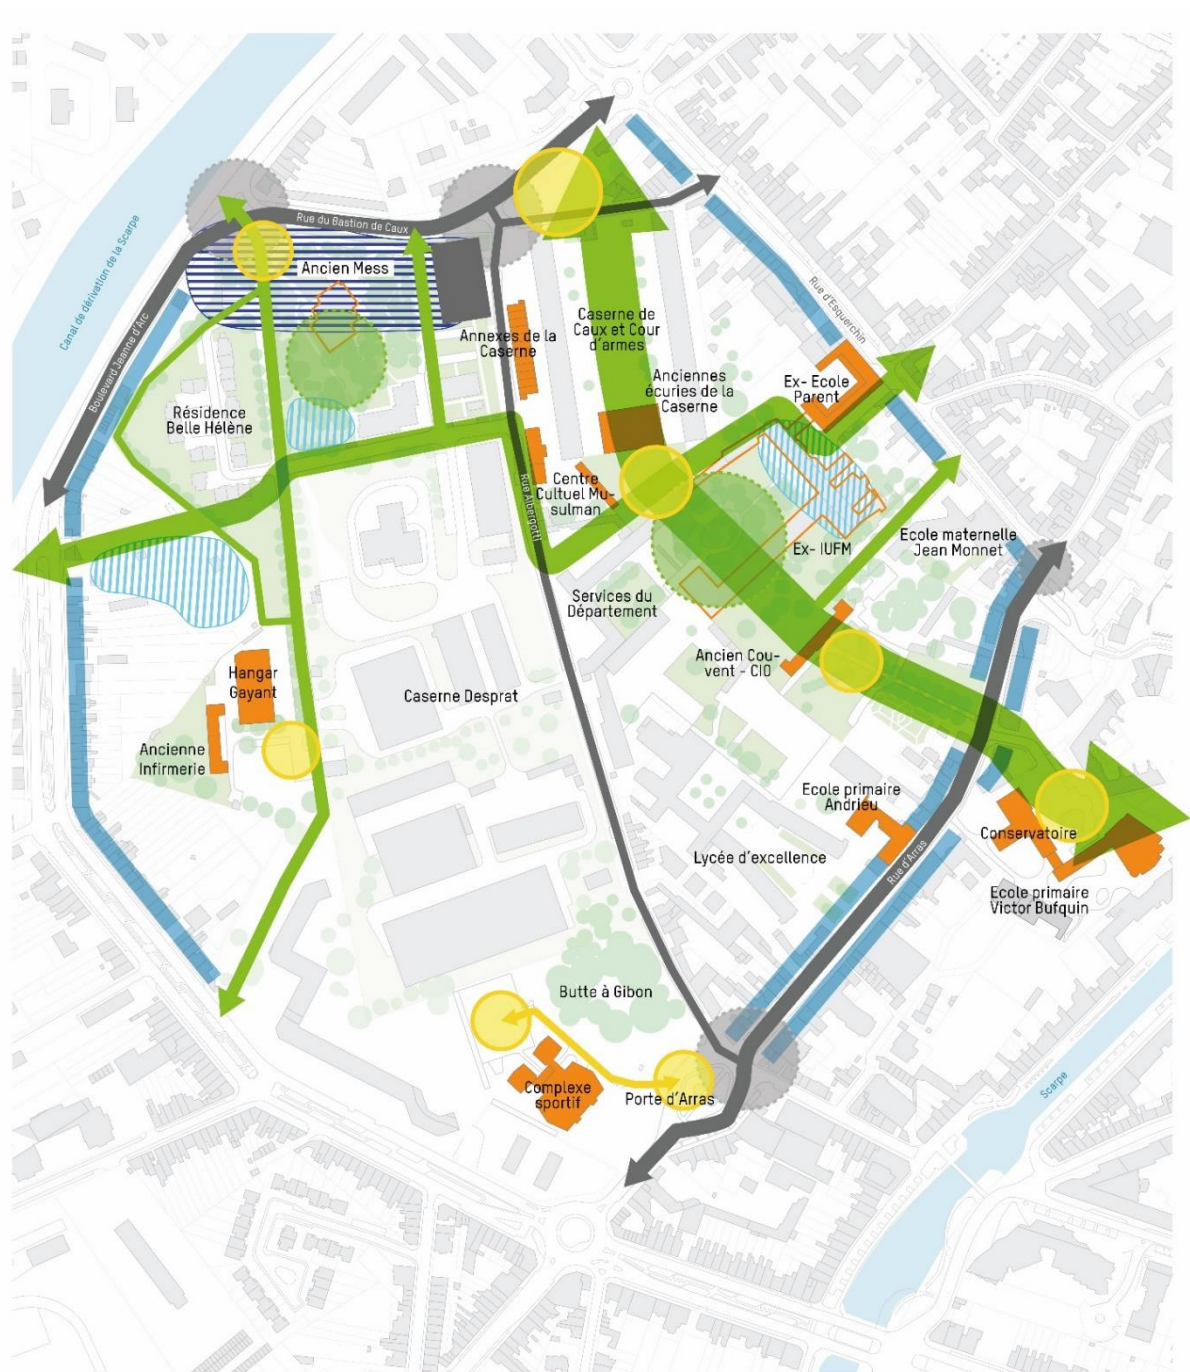 Rue du Bastion de Caux
Canal de dérivation de la Scarpe
Ancien Mess
Boulevard Jeanne d'Arc
Rue d'Esquerchin
Annexes de la
Caserne
Caserne de
Caux et Cour
d'armes
Anciennes
écuries de la
Caserne
Ex- Ecole
Parent
Résidence
Belle Hélène
Rue Albergotti
Centre
Cultuel Mu-
sulman
Ex- IUFM
Ecole maternelle
Jean Monnet
Services du
Département
Ancien Cou-
vent - CIO
Hangar
Gayant
Caserne Desprat
Ancienne
Infirmerie
Ecole primaire
Andrieu
Conservatoire
Lycée d'excellence
Rue d'Arras
Ecole primaire
Victor Bufquin
Butte à Gibon
Complexe
sportif
Porte d'Arras
Scarpe